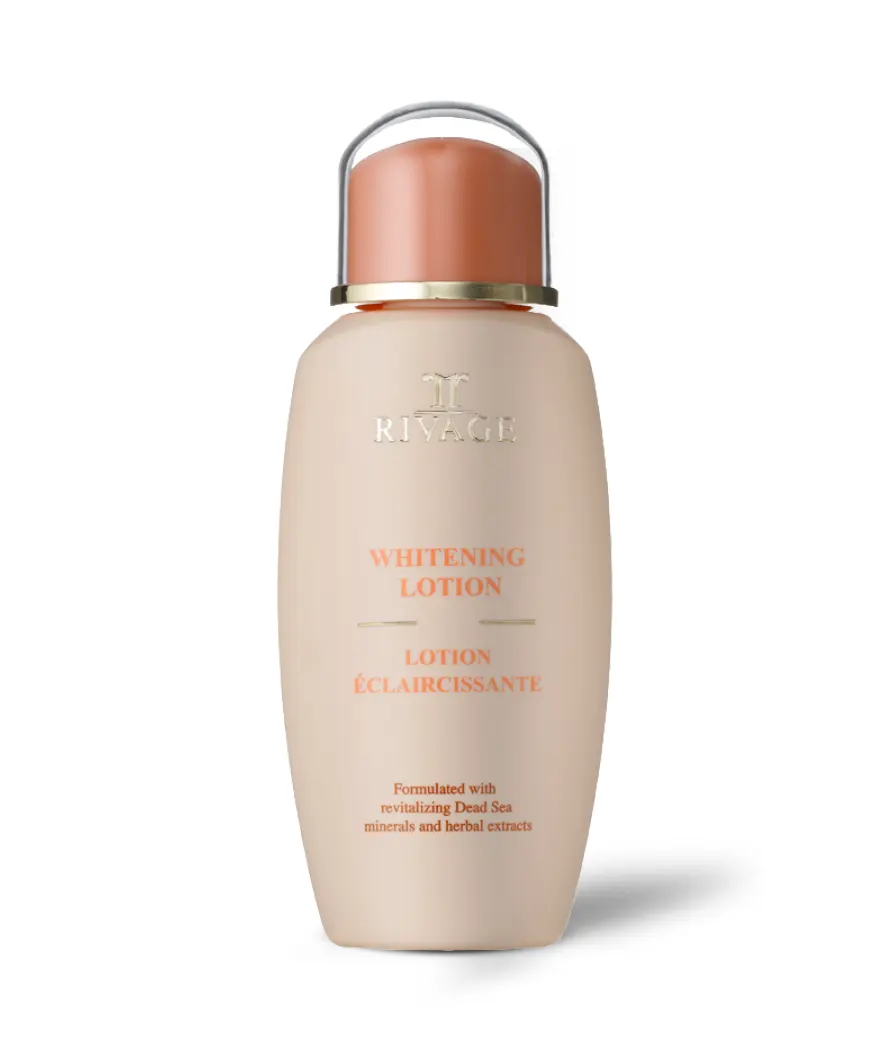 RIVAGE
WHITENING
LOTION
LOTION
ÉCLAIRCISSANTE
Formulated with
revitalizing Dead Sea
minerals and herbal extracts